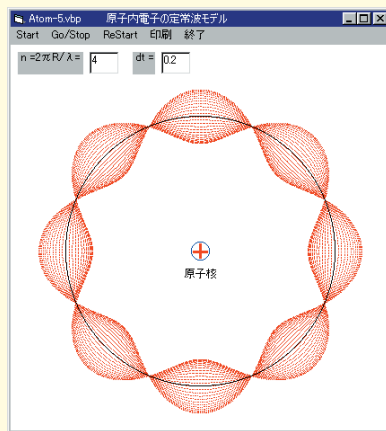 Atom-5.vbp 原子内電子の定常波モデル
Start Go/Stop ReStart 印刷 終了
n =2πR/λ= 4 dt = 0.2
原子核